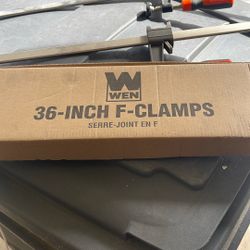 WEN
36-INCH F-CLAMPS
SERRE-JOINT EN F